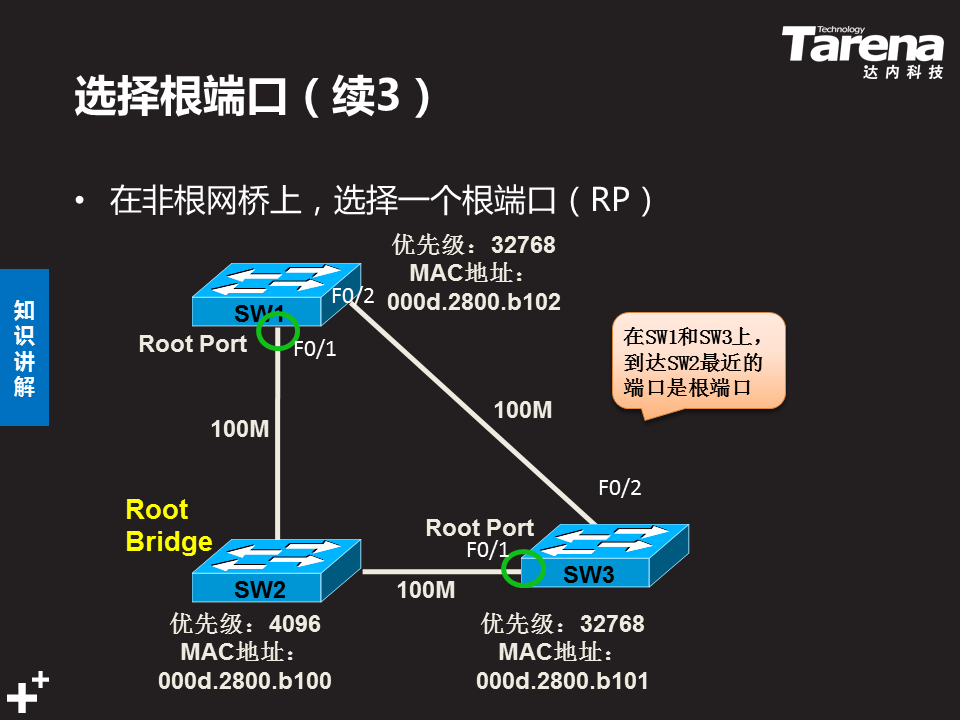 Technology
Tarena
达内科技
选择根端口（续3）
• 在非根网桥上，选择一个根端口（RP）
知识讲解
优先级：32768
MAC地址：
000d.2800.b102
F0/2
SW1
Root Port
F0/1
在SW1和SW3上，
到达SW2最近的
端口是根端口
100M
100M
F0/2
Root
Bridge
Root Port
F0/1
SW3
SW2
100M
优先级：4096
MAC地址：
000d.2800.b100
优先级：32768
MAC地址：
000d.2800.b101